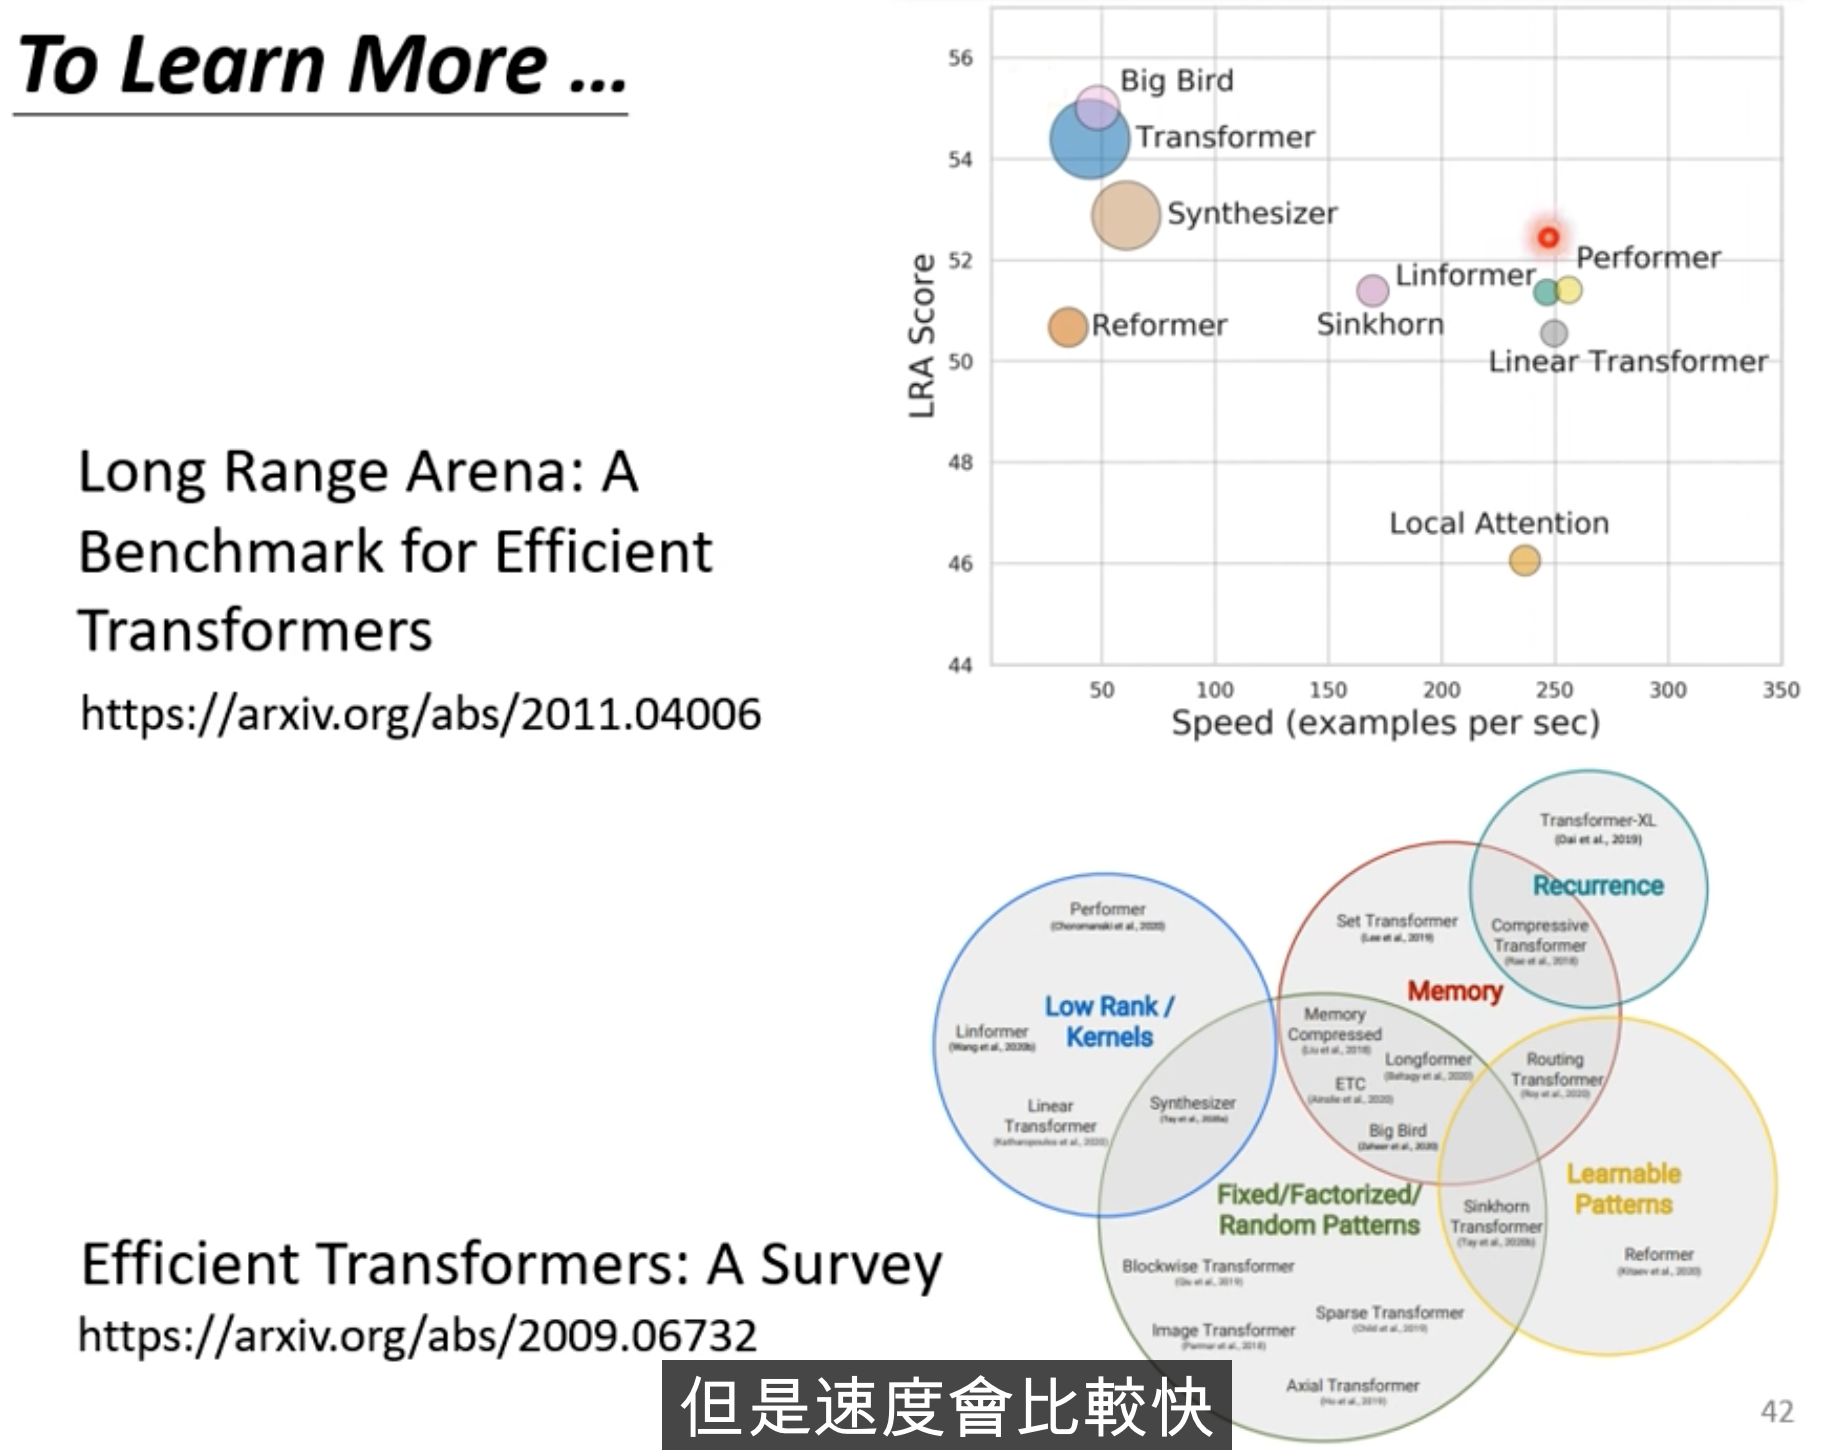 To Learn More ...
56
54
52
50
48
46
44
LRA Score
Big Bird
Transformer
Synthesizer
Performer
Linformer
Sinkhorn
Reformer
Linear Transformer
Local Attention
50 100 150 200 250 300 350
Speed (examples per sec)
Long Range Arena: A
Benchmark for Efficient
Transformers
https://arxiv.org/abs/2011.04006
Transformer-XL
(Dai et al., 2019)
Recurrence
Compressive
Transformer
(Rae et al., 2018)
Set Transformer
(Lee et al., 2019)
Memory
Performer
(Choromanski et al., 2020)
Low Rank /
Kernels
Linformer
(Wang et al., 2020b)
Linear
Transformer
(Katharopoulos et al., 2020)
Synthesizer
(Tay et al., 2020a)
Memory
Compressed
(Liu et al., 2018)
Longformer
(Beltagy et al., 2020)
ETC
(Ainslie et al., 2020)
Big Bird
(Zaheer et al., 2020)
Routing
Transformer
(Roy et al., 2020)
Learnable
Patterns
Sinkhorn
Transformer
(Tay et al., 2020b)
Reformer
(Kitaev et al., 2020)
Fixed/Factorized/
Random Patterns
Blockwise Transformer
(Qiu et al., 2019)
Sparse Transformer
(Child et al., 2019)
Image Transformer
(Parmar et al., 2018)
Axial Transformer
(Ho et al., 2019)
Efficient Transformers: A Survey
https://arxiv.org/abs/2009.06732
但是速度會比較快
42